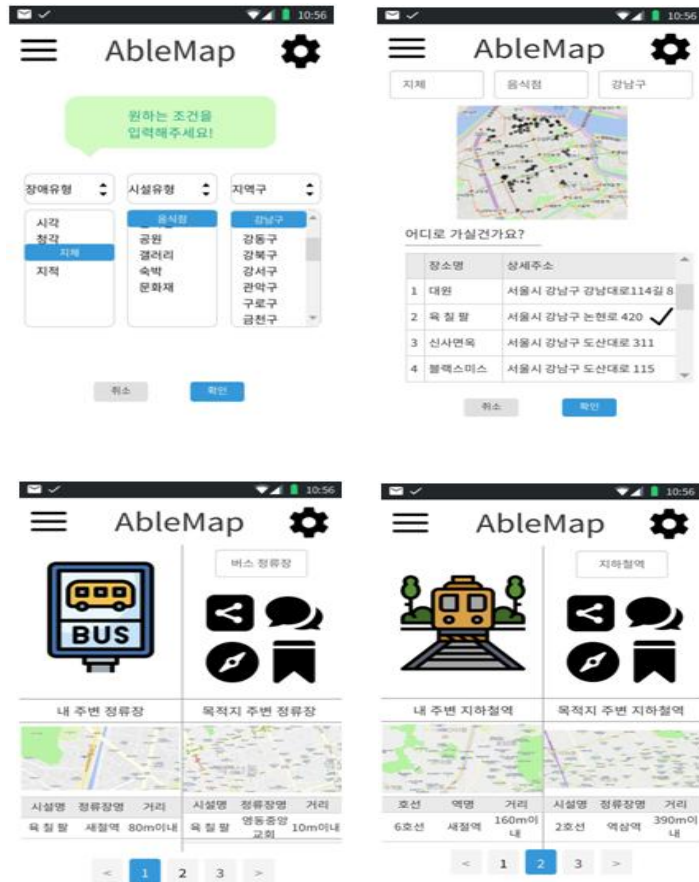 10:56
AbleMap
원하는 조건을
입력해주세요!
장애유형 시설유형 지역구
시각
청각
지체
지적
음식점
공원
갤러리
숙박
문화재
강남구
강동구
강북구
강서구
관악구
구로구
금천구
취소 확인
10:56
AbleMap
지체 음식점 강남구
어디로 가실건가요?
장소명 상세주소
1 대원 서울시 강남구 강남대로114길 8
2 육 칠 팔 서울시 강남구 논현로 420
3 신사면옥 서울시 강남구 도산대로 311
4 블랙스미스 서울시 강남구 도산대로 115
취소 확인
10:56
AbleMap
버스 정류장
BUS
내 주변 정류장 목적지 주변 정류장
시설명 정류장명 거리 시설명 정류장명 거리
육 칠 팔 새절역 80m이내 육 칠 팔 영동중앙
교회 10m이내
< 1 2 3 >
10:56
AbleMap
지하철역
내 주변 지하철역 목적지 주변 지하철역
호선 역명 거리 시설명 정류장명 거리
6호선 새절역 160m이
내 2호선 역삼역 390m이
내
< 1 2 3 >